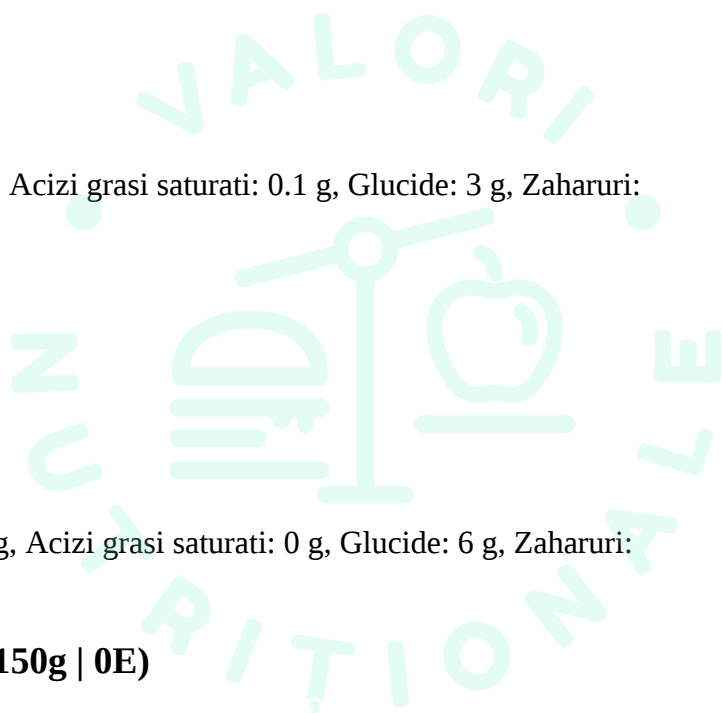 VALORI
Acizi grasi saturati: 0.1 g, Glucide: 3 g, Zaharuri:
NUTRITIONALE
g, Acizi grasi saturati: 0 g, Glucide: 6 g, Zaharuri:
150g | 0E)